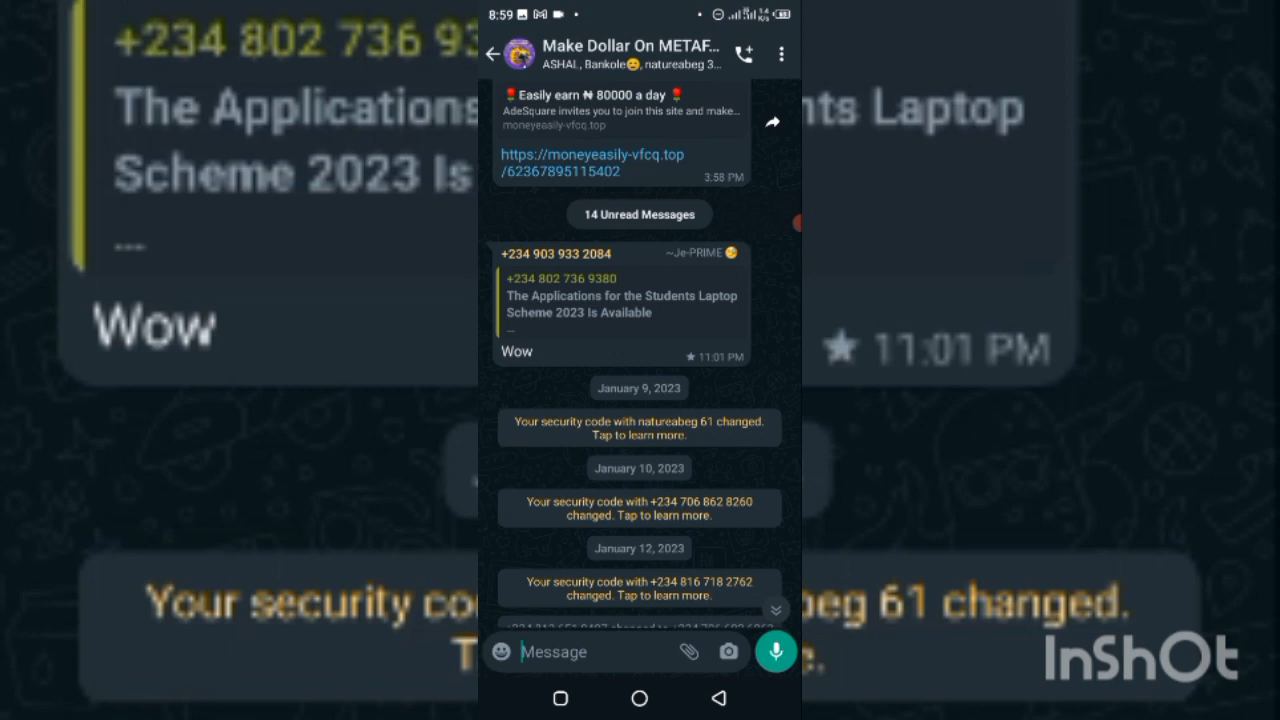 8:59
Make Dollar On METAF...
ASHAL, Bankole😑, natureabeg 3...
🌹Easily earn ₦ 80000 a day 🌹
AdeSquare invites you to join this site and make...
moneyeasily-vfcq.top
https://moneyeasily-vfcq.top
/62367895115402
3:58 PM
14 Unread Messages
+234 903 933 2084
~Je-PRIME
+234 802 736 9380
The Applications for the Students Laptop
Scheme 2023 Is Available
...
Wow
★ 11:01 PM
January 9, 2023
Your security code with natureabeg 61 changed.
Tap to learn more.
January 10, 2023
Your security code with +234 706 862 8260
changed. Tap to learn more.
January 12, 2023
Your security code with +234 816 718 2762
changed. Tap to learn more.
Message
+234 802 736 93
The Applications
nts Laptop
Scheme 2023 Is
---
Wow
★ 11:01 PM
Your security co
abeg 61 changed.
InShOt